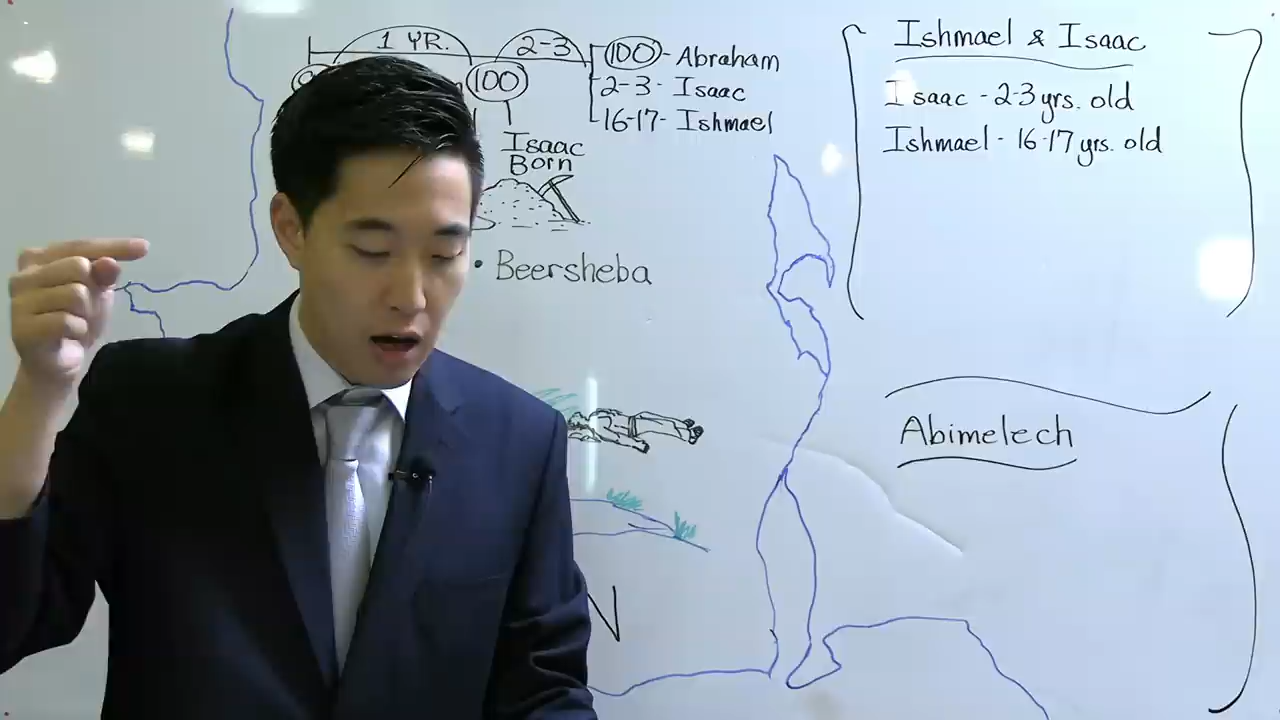 1 YR.
2-3
100 - Abraham
100
2-3 - Isaac
16-17 - Ishmael
Isaac
Born
• Beersheba
N
Ishmael & Isaac
Isaac - 2-3 yrs. old
Ishmael - 16-17 yrs. old
Abimelech